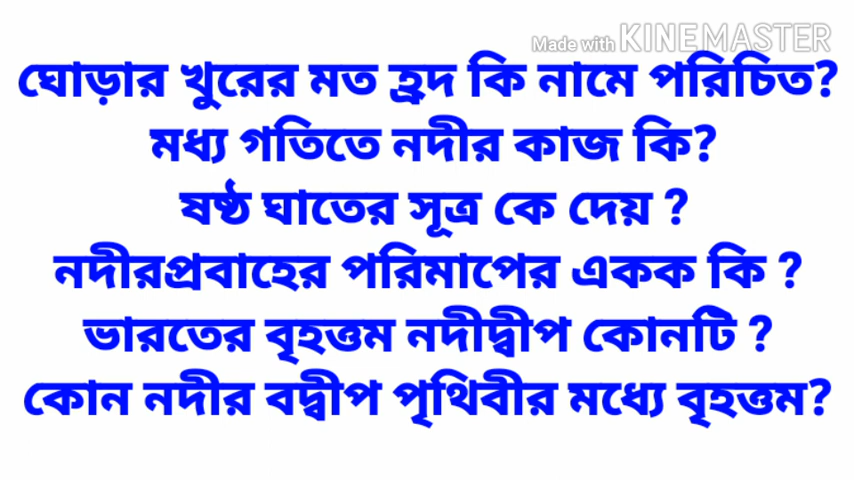 Made with KINEMASTER
ঘোড়ার খুরের মত হ্রদ কি নামে পরিচিত?
মধ্য গতিতে নদীর কাজ কি?
ষষ্ঠ ঘাতের সূত্র কে দেয় ?
নদীরপ্রবাহের পরিমাপের একক কি ?
ভারতের বৃহত্তম নদীদ্বীপ কোনটি ?
কোন নদীর বদ্বীপ পৃথিবীর মধ্যে বৃহত্তম?